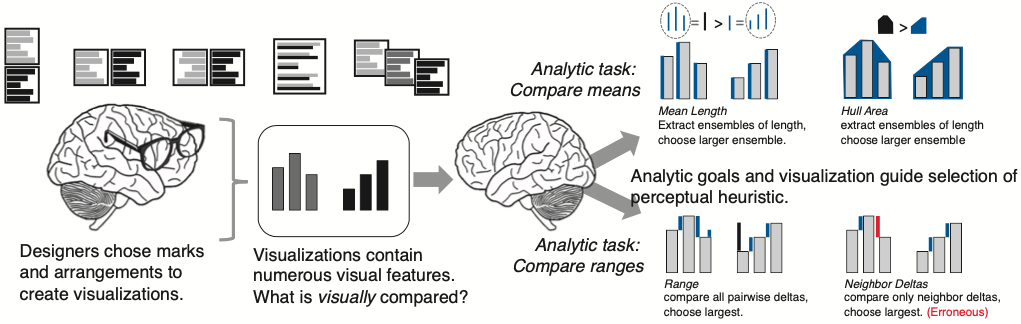 Designers chose marks
and arrangements to
create visualizations.
Visualizations contain
numerous visual features.
What is visually compared?
Analytic task:
Compare means
= > =
Mean Length
Extract ensembles of length,
choose larger ensemble.
>
Hull Area
extract ensembles of length
choose larger ensemble
Analytic goals and visualization guide selection of
perceptual heuristic.
Analytic task:
Compare ranges
Range
compare all pairwise deltas,
choose largest.
Neighbor Deltas
compare only neighbor deltas,
choose largest. (Erroneous)